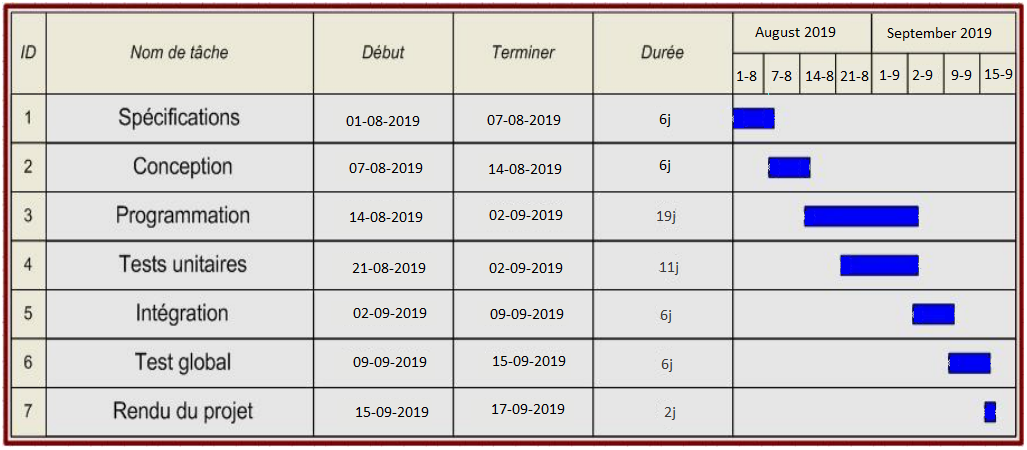 ID Nom de tâche Début Terminer Durée August 2019 September 2019
1-8 7-8 14-8 21-8 1-9 2-9 9-9 15-9
1 Spécifications 01-08-2019 07-08-2019 6j
2 Conception 07-08-2019 14-08-2019 6j
3 Programmation 14-08-2019 02-09-2019 19j
4 Tests unitaires 21-08-2019 02-09-2019 11j
5 Intégration 02-09-2019 09-09-2019 6j
6 Test global 09-09-2019 15-09-2019 6j
7 Rendu du projet 15-09-2019 17-09-2019 2j